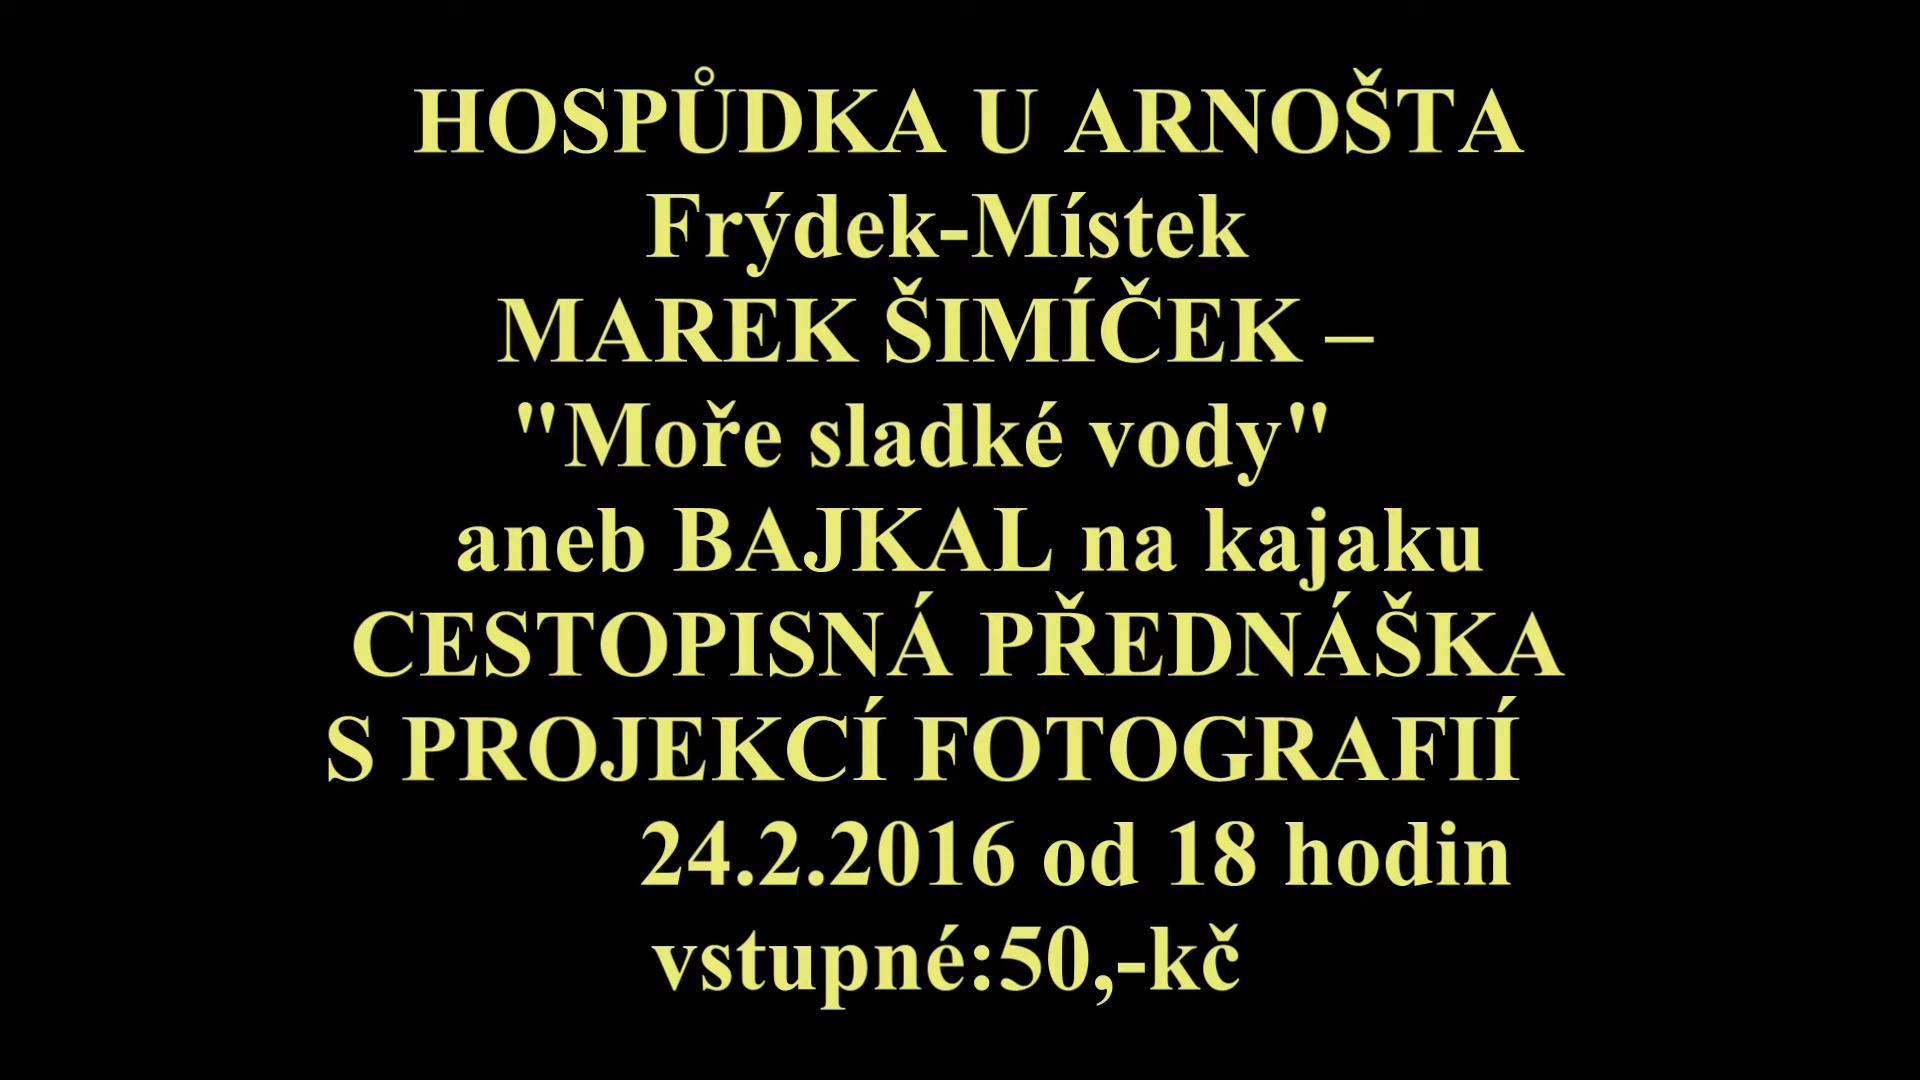 HOSPŮDKA U ARNOŠTA
Frýdek-Místek
MAREK ŠIMÍČEK –
"Moře sladké vody"
aneb BAJKAL na kajaku
CESTOPISNÁ PŘEDNÁŠKA
S PROJEKCÍ FOTOGRAFIÍ
24.2.2016 od 18 hodin
vstupné:50,-kč